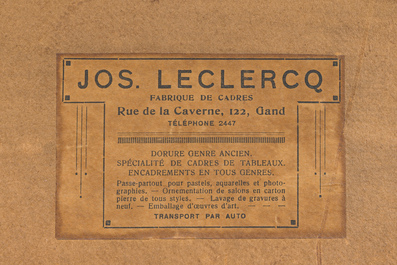 JOS. LECLERCQ
FABRIQUE DE CADRES
Rue de la Caverne, 122, Gand
TÉLÉPHONE 2447
DORURE GENRE ANCIEN.
SPÉCIALITÉ DE CADRES DE TABLEAUX.
ENCADREMENTS EN TOUS GENRES.
Passe-partout pour pastels, aquarelles et photo-
graphies. — Ornementation de salons en carton
pierre de tous styles. — Lavage de gravures à
neuf. — Emballage d'œuvres d'art. — — —
TRANSPORT PAR AUTO